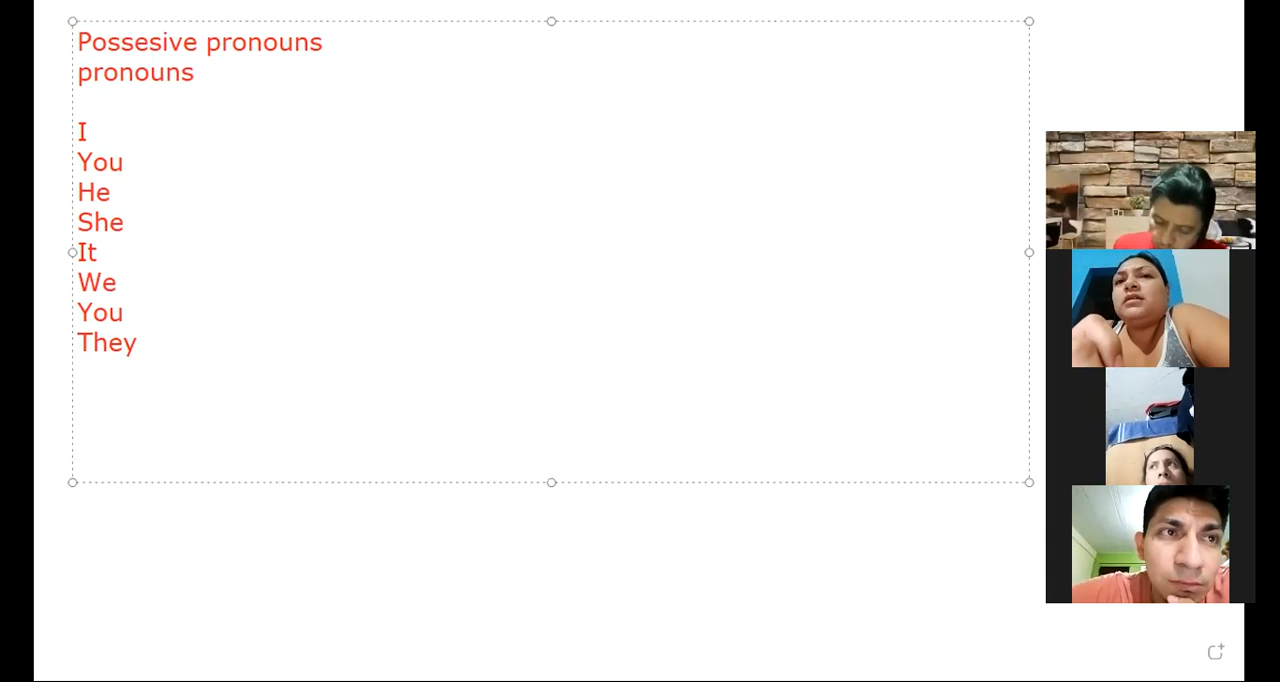 Possesive pronouns
pronouns
I
You
He
She
It
We
You
They